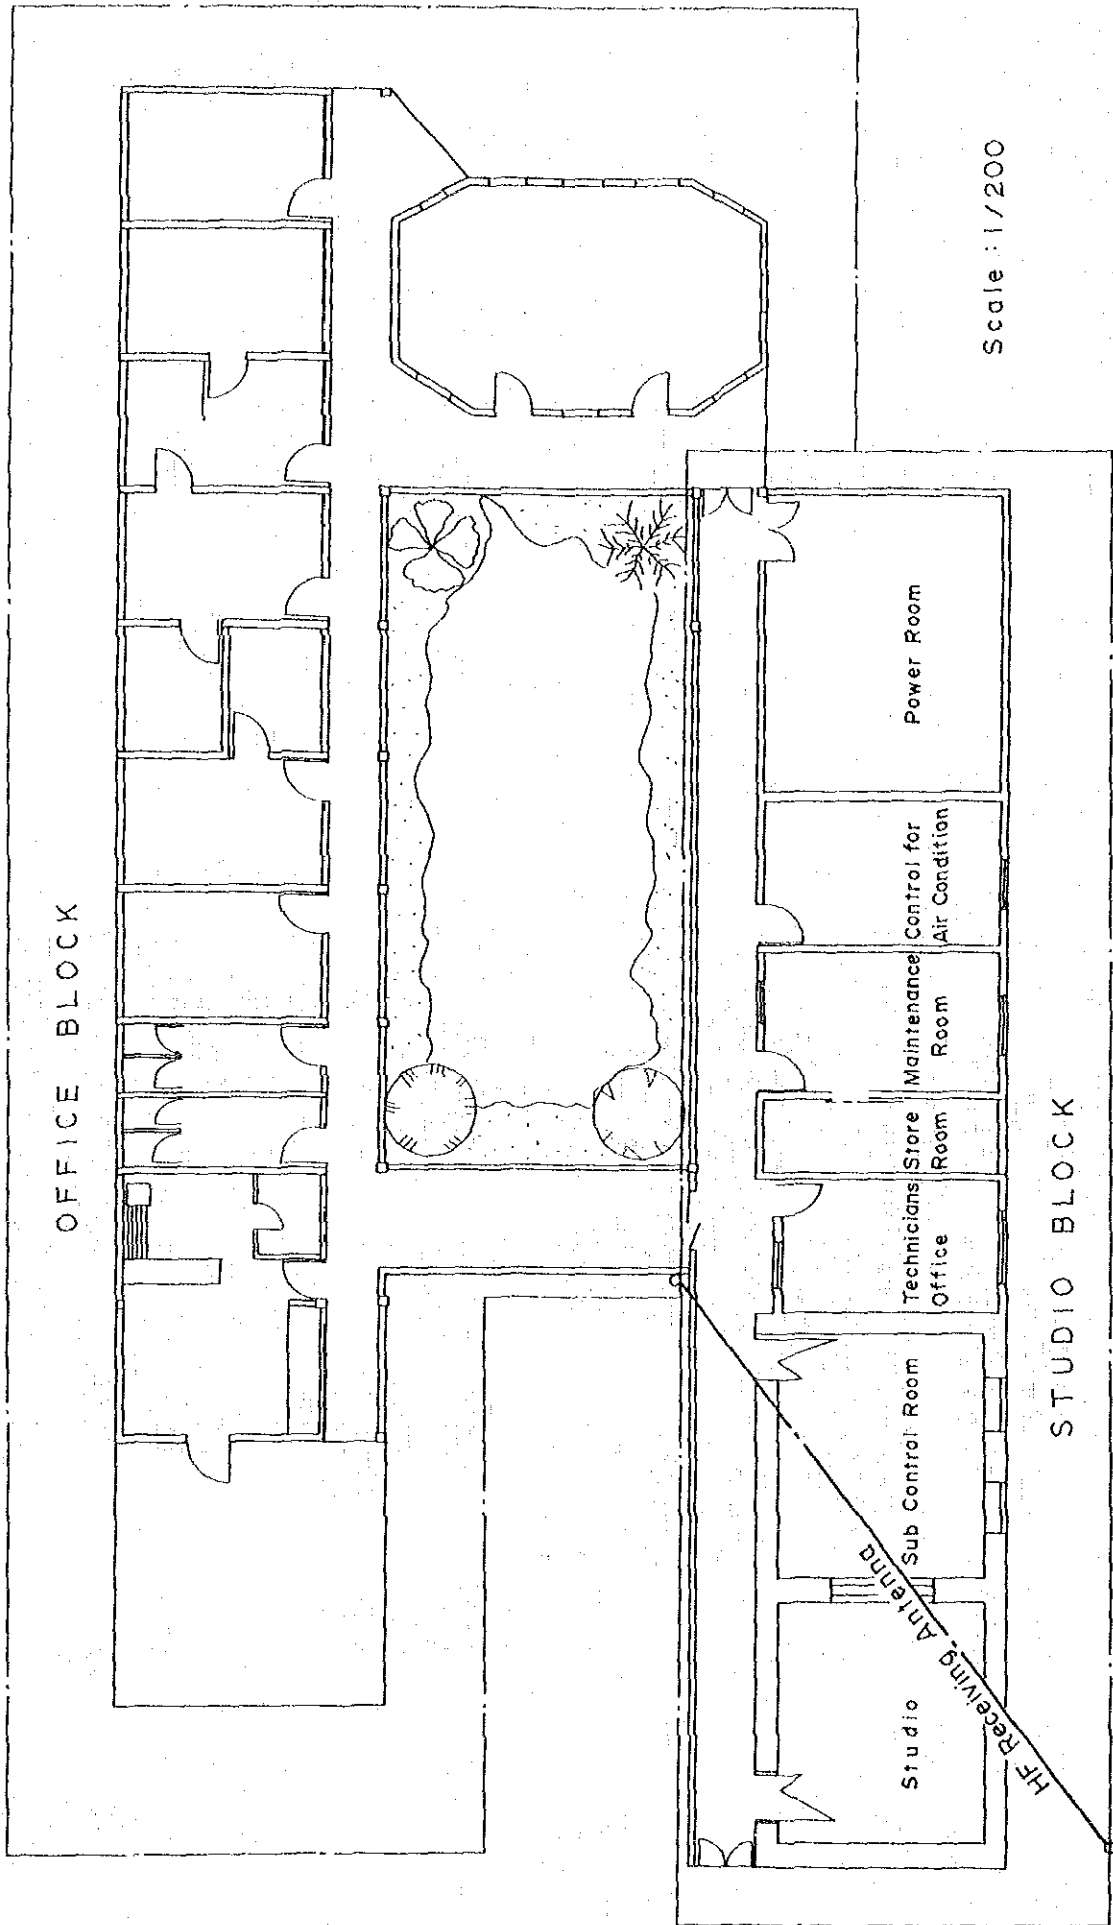 OFFICE BLOCK
HF Receiving Antenna
Studio
Sub Control Room
Technicians
Office
Store
Room
Maintenance
Room
Control for
Air Condition
Power Room
STUDIO BLOCK
Scale : 1/200